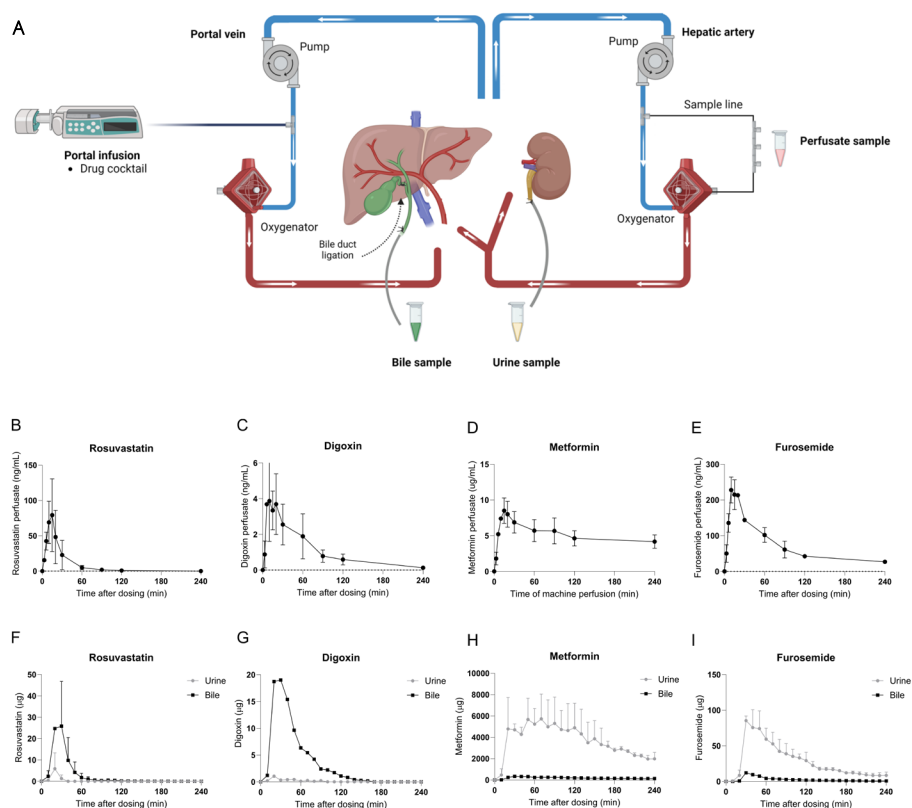 A
Portal vein
Pump
Hepatic artery
Pump
Sample line
Portal infusion
• Drug cocktail
Perfusate sample
Oxygenator
Oxygenator
Bile duct
ligation
Bile sample
Urine sample
B
Rosuvastatin
Rosuvastatin perfusate (ng/mL)
150
125
100
75
50
25
0
0 60 120 180 240
Time after dosing (min)
C
Digoxin
Digoxin perfusate (ng/mL)
6
4
2
0
0 60 120 180 240
Time after dosing (min)
D
Metformin
Metformin perfusate (ug/mL)
15
10
5
0
0 60 120 180 240
Time of machine perfusion (min)
E
Furosemide
Furosemide perfusate (ng/mL)
300
200
100
0
0 60 120 180 240
Time after dosing (min)
F
Rosuvastatin
Rosuvastatin (µg)
50
40
30
20
10
0
0 60 120 180 240
Time after dosing (min)
Urine
Bile
G
Digoxin
Digoxin (µg)
20
15
10
5
0
0 60 120 180 240
Time after dosing (min)
Urine
Bile
H
Metformin
Metformin (µg)
10000
8000
6000
4000
2000
0
0 60 120 180 240
Time after dosing (min)
Urine
Bile
I
Furosemide
Furosemide (µg)
150
100
50
0
0 60 120 180 240
Time after dosing (min)
Urine
Bile